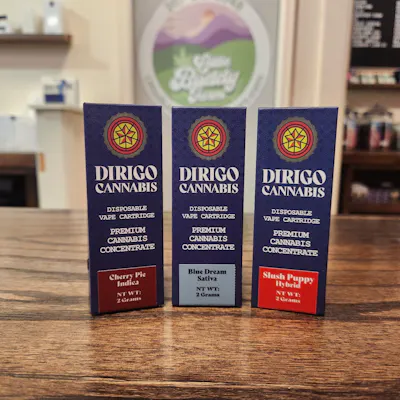 DIRIGO
CANNABIS
DISPOSABLE
VAPE CARTRIDGE
PREMIUM
CANNABIS
CONCENTRATE
Cherry Pie
Indica
NT WT:
2 Grams
DIRIGO
CANNABIS
DISPOSABLE
VAPE CARTRIDGE
PREMIUM
CANNABIS
CONCENTRATE
Blue Dream
Sativa
NT WT:
2 Grams
DIRIGO
CANNABIS
DISPOSABLE
VAPE CARTRIDGE
PREMIUM
CANNABIS
CONCENTRATE
Slush Puppy
Hybrid
NT WT:
2 Grams